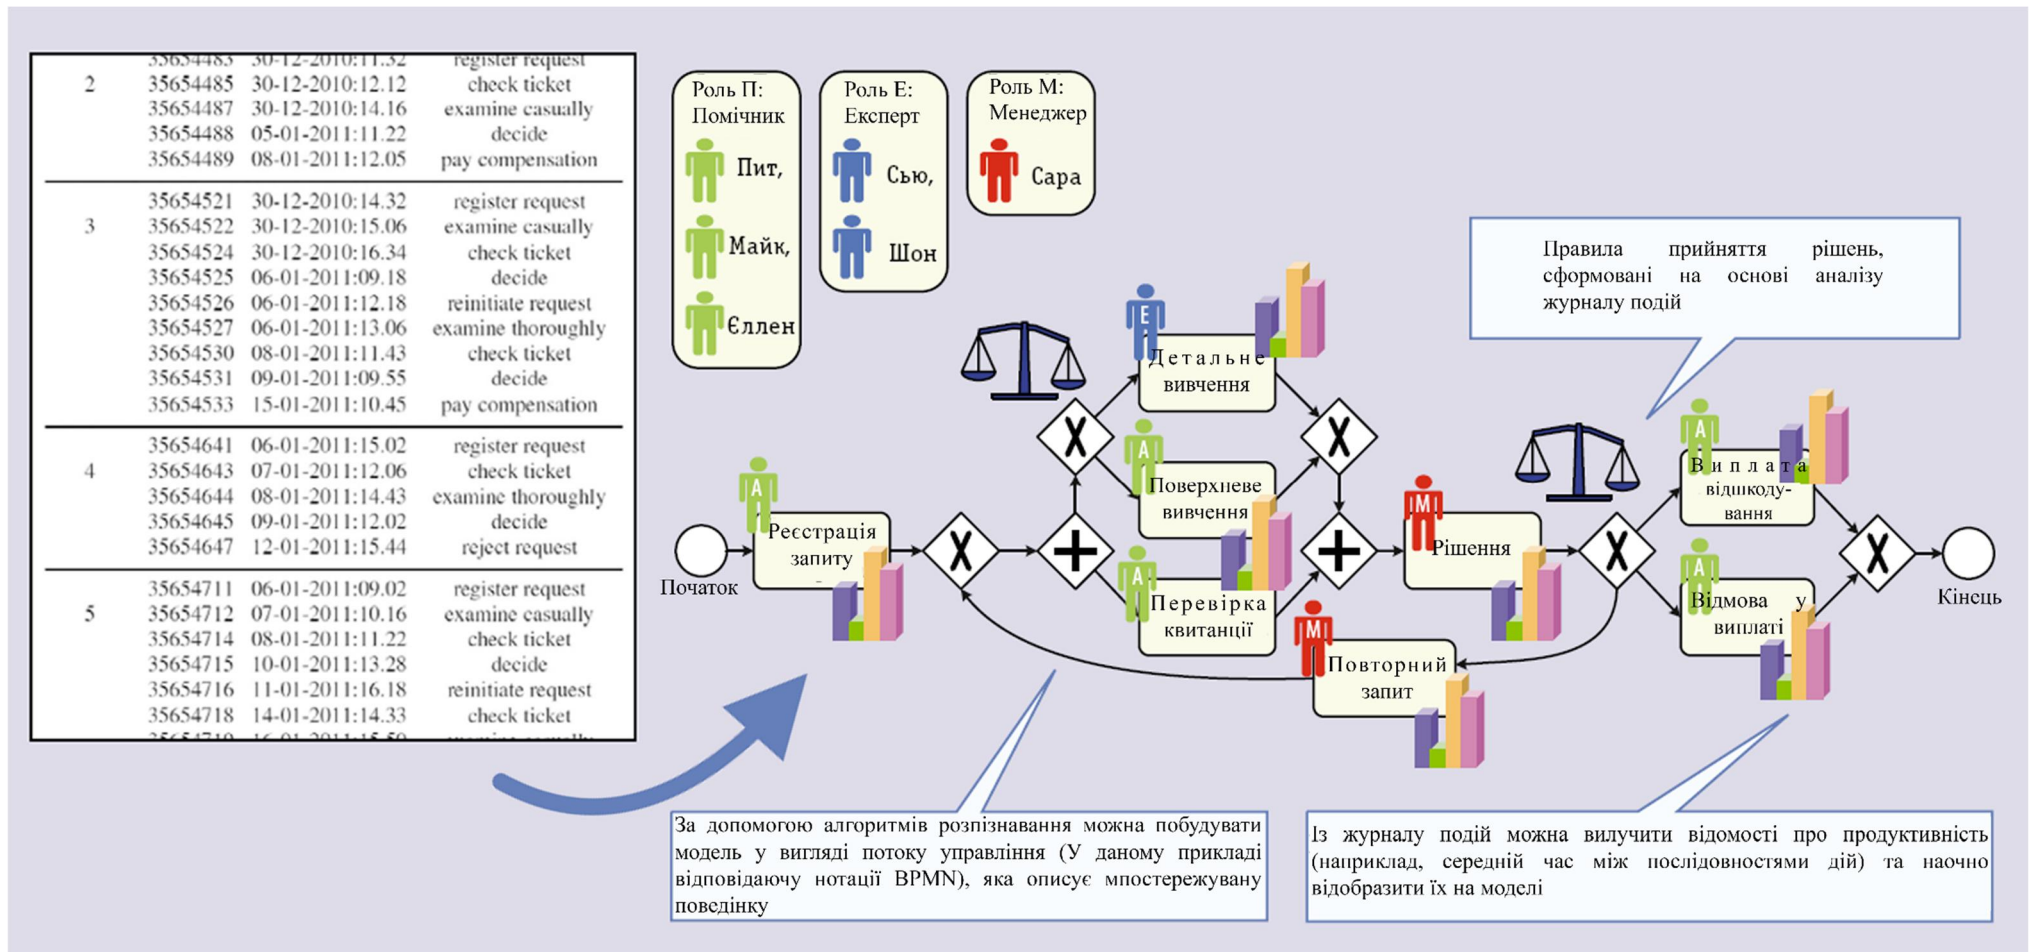 35654483 30-12-2010:11.32 register request
2 35654485 30-12-2010:12.12 check ticket
35654487 30-12-2010:14.16 examine casually
35654488 05-01-2011:11.22 decide
35654489 08-01-2011:12.05 pay compensation
35654521 30-12-2010:14.32 register request
3 35654522 30-12-2010:15.06 examine casually
35654524 30-12-2010:16.34 check ticket
35654525 06-01-2011:09.18 decide
35654526 06-01-2011:12.18 reinitiate request
35654527 06-01-2011:13.06 examine thoroughly
35654530 08-01-2011:11.43 check ticket
35654531 09-01-2011:09.55 decide
35654533 15-01-2011:10.45 pay compensation
35654641 06-01-2011:15.02 register request
4 35654643 07-01-2011:12.06 check ticket
35654644 08-01-2011:14.43 examine thoroughly
35654645 09-01-2011:12.02 decide
35654647 12-01-2011:15.44 reject request
35654711 06-01-2011:09.02 register request
5 35654712 07-01-2011:10.16 examine casually
35654714 08-01-2011:11.22 check ticket
35654715 10-01-2011:13.28 decide
35654716 11-01-2011:16.18 reinitiate request
35654718 14-01-2011:14.33 check ticket
Роль П:
Помічник
Пит,
Майк,
Єллен
Роль Е:
Експерт
Сью,
Шон
Роль М:
Менеджер
Сара
Правила прийняття рішень,
сформовані на основі аналізу
журналу подій
Початок
A
Реєстрація
запиту
X
+
X
E
Детальне
вивчення
A
Поверхневе
вивчення
A
Перевірка
квитанції
X
+
M
Рішення
M
Повторний
запит
X
A
Виплата
відшкоду-
вання
A
Відмова у
виплаті
X
Кінець
За допомогою алгоритмів розпізнавання можна побудувати
модель у вигляді потоку управління (У даному прикладі
відповідаючу нотації BPMN), яка описує мпостережувану
поведінку
Із журналу подій можна вилучити відомості про продуктивність
(наприклад, середній час між послідовностями дій) та наочно
відобразити їх на моделі